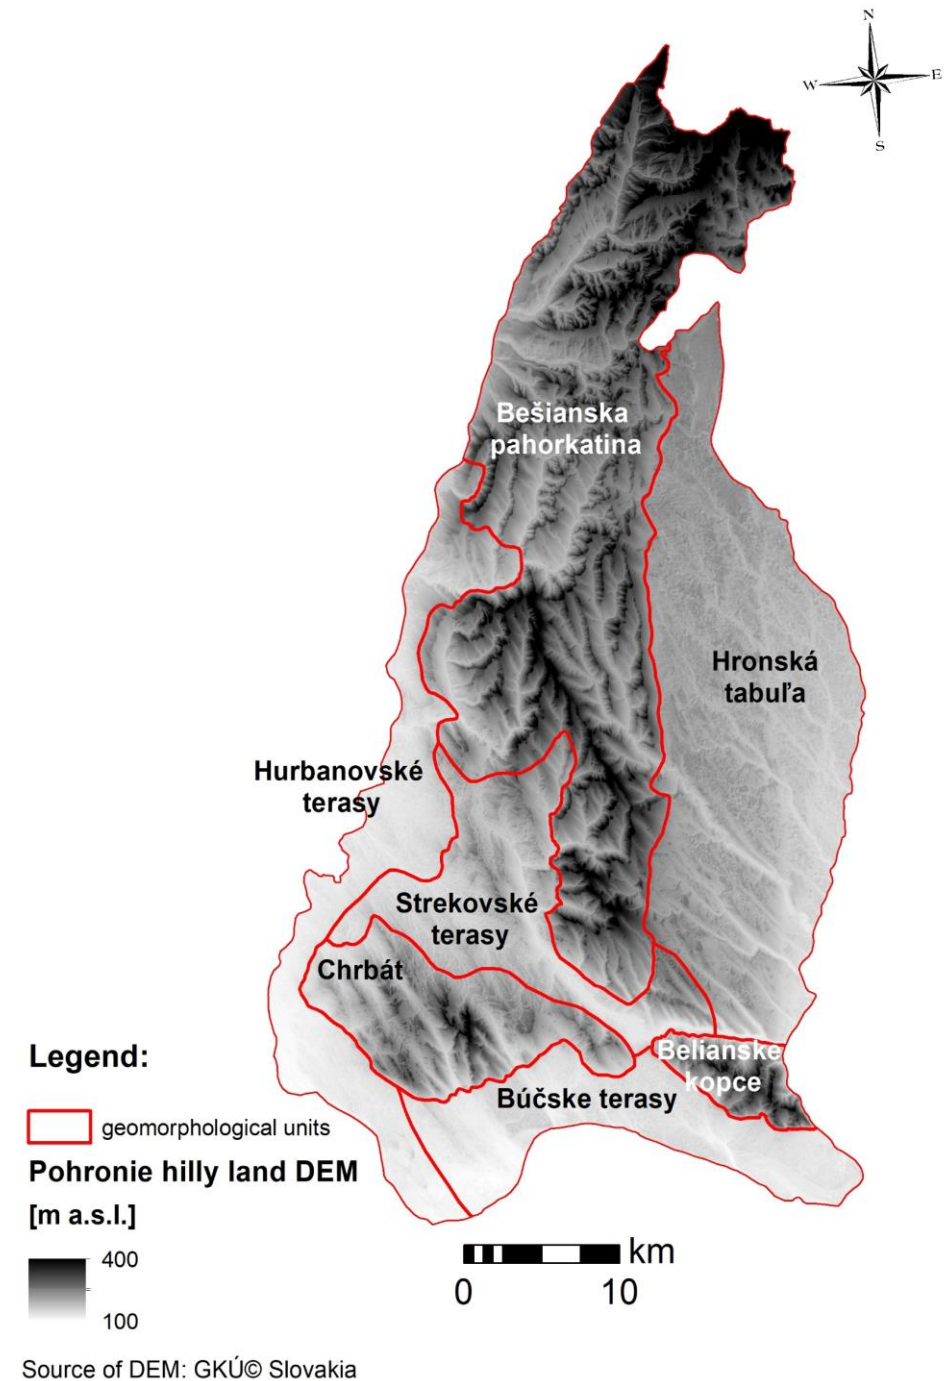 N
W
E
S
Bešianska
pahorkatina
Hronská
tabuľa
Hurbanovské
terasy
Strekovské
terasy
Chrbát
Belianske
kopce
Búčske terasy
Legend:
geomorphological units
Pohronie hilly land DEM
[m a.s.l.]
400
100
km
0 10
Source of DEM: GKÚ© Slovakia